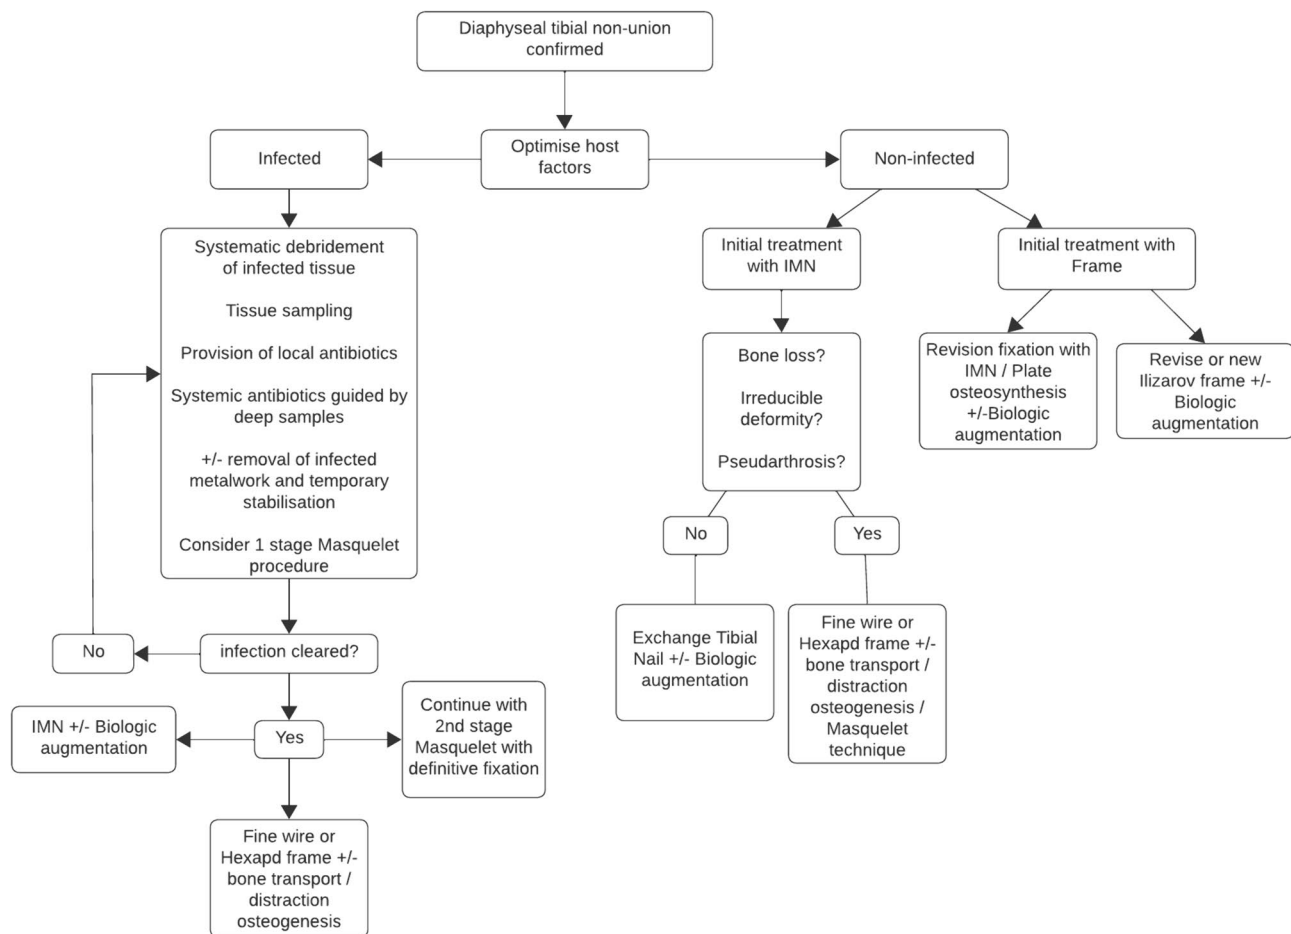 Diaphyseal tibial non-union
confirmed
Infected
Optimise host
factors
Non-infected
Systematic debridement
of infected tissue
Tissue sampling
Provision of local antibiotics
Systemic antibiotics guided by
deep samples
+/- removal of infected
metalwork and temporary
stabilisation
Consider 1 stage Masquelet
procedure
Initial treatment
with IMN
Initial treatment with
Frame
Bone loss?
Irreducible
deformity?
Pseudarthrosis?
Revision fixation with
IMN / Plate
osteosynthesis
+/-Biologic
augmentation
Revise or new
Ilizarov frame +/-
Biologic
augmentation
No
Yes
Exchange Tibial
Nail +/- Biologic
augmentation
Fine wire or
Hexapd frame +/-
bone transport /
distraction
osteogenesis /
Masquelet
technique
No
infection cleared?
IMN +/- Biologic
augmentation
Yes
Continue with
2nd stage
Masquelet with
definitive fixation
Fine wire or
Hexapd frame +/-
bone transport /
distraction
osteogenesis